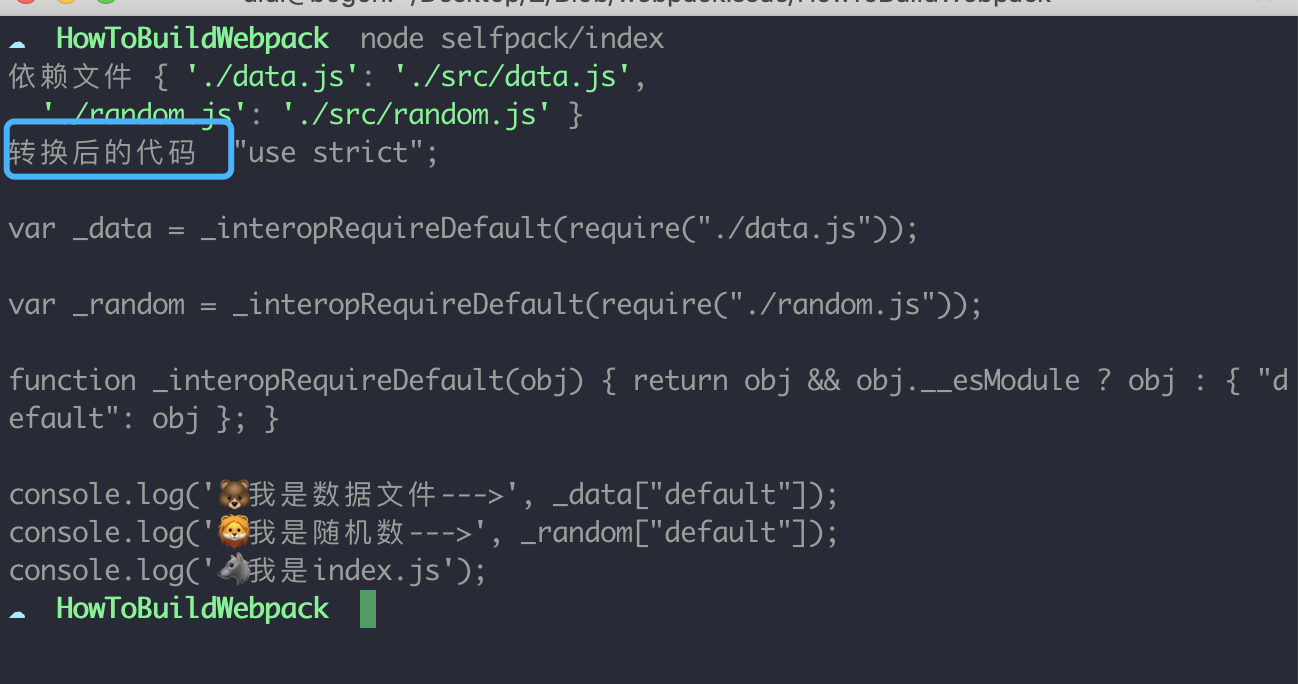 HowToBuildWebpack node selfpack/index
依赖文件 { './data.js': './src/data.js',
'./random.js': './src/random.js' }
转换后的代码 "use strict";
var _data = _interopRequireDefault(require("./data.js"));
var _random = _interopRequireDefault(require("./random.js"));
function _interopRequireDefault(obj) { return obj && obj.__esModule ? obj : { "d
efault": obj }; }
console.log('🐻我是数据文件--->', _data["default"]);
console.log('🦁我是随机数--->', _random["default"]);
console.log('🐺我是index.js');
HowToBuildWebpack